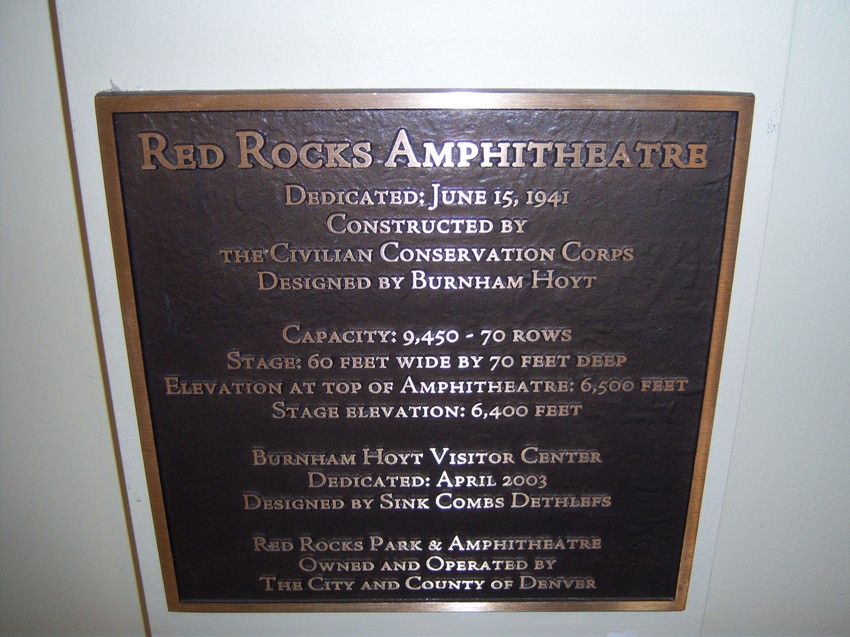 Red Rocks Amphitheatre
Dedicated: June 15, 1941
Constructed by
the Civilian Conservation Corps
Designed by Burnham Hoyt
Capacity: 9,450 - 70 rows
Stage: 60 feet wide by 70 feet deep
Elevation at top of Amphitheatre: 6,500 feet
Stage elevation: 6,400 feet
Burnham Hoyt Visitor Center
Dedicated: April 2003
Designed by Sink Combs Dethlefs
Red Rocks Park & Amphitheatre
Owned and Operated by
The City and County of Denver